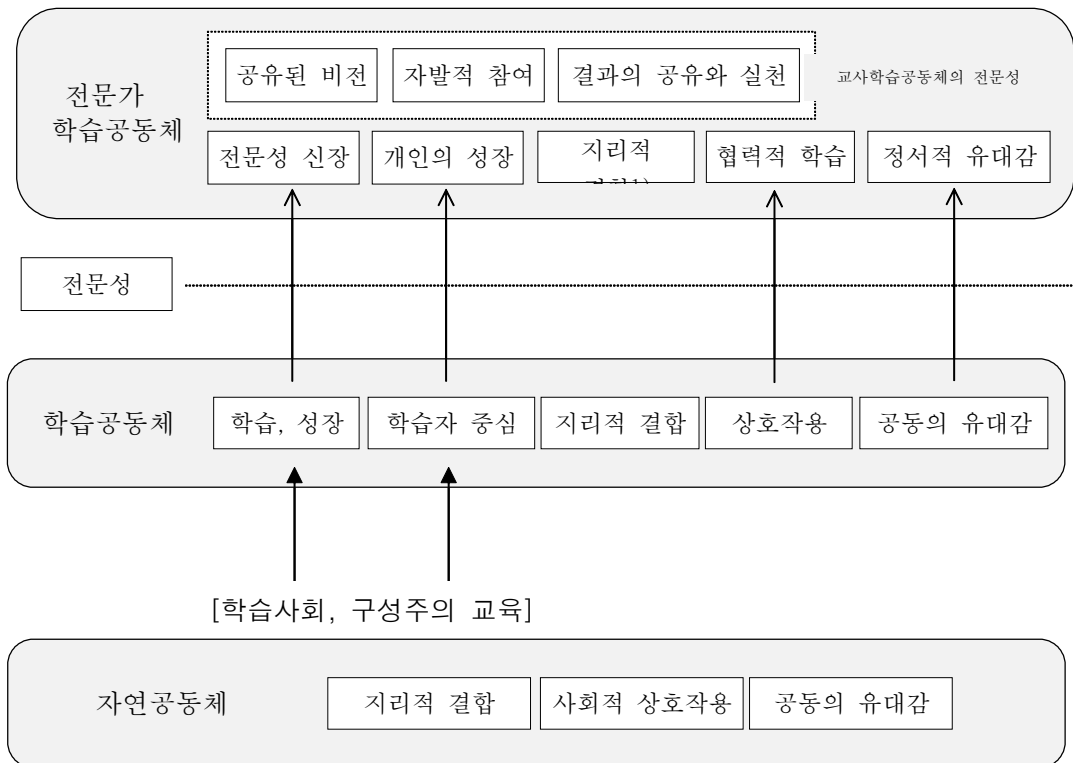 공유된 비전
자발적 참여
결과의 공유와 실천
교사학습공동체의 전문성
전문가
학습공동체
전문성 신장
개인의 성장
지리적
협력적 학습
정서적 유대감
전문성
학습공동체
학습, 성장
학습자 중심
지리적 결합
상호작용
공동의 유대감
[학습사회, 구성주의 교육]
자연공동체
지리적 결합
사회적 상호작용
공동의 유대감